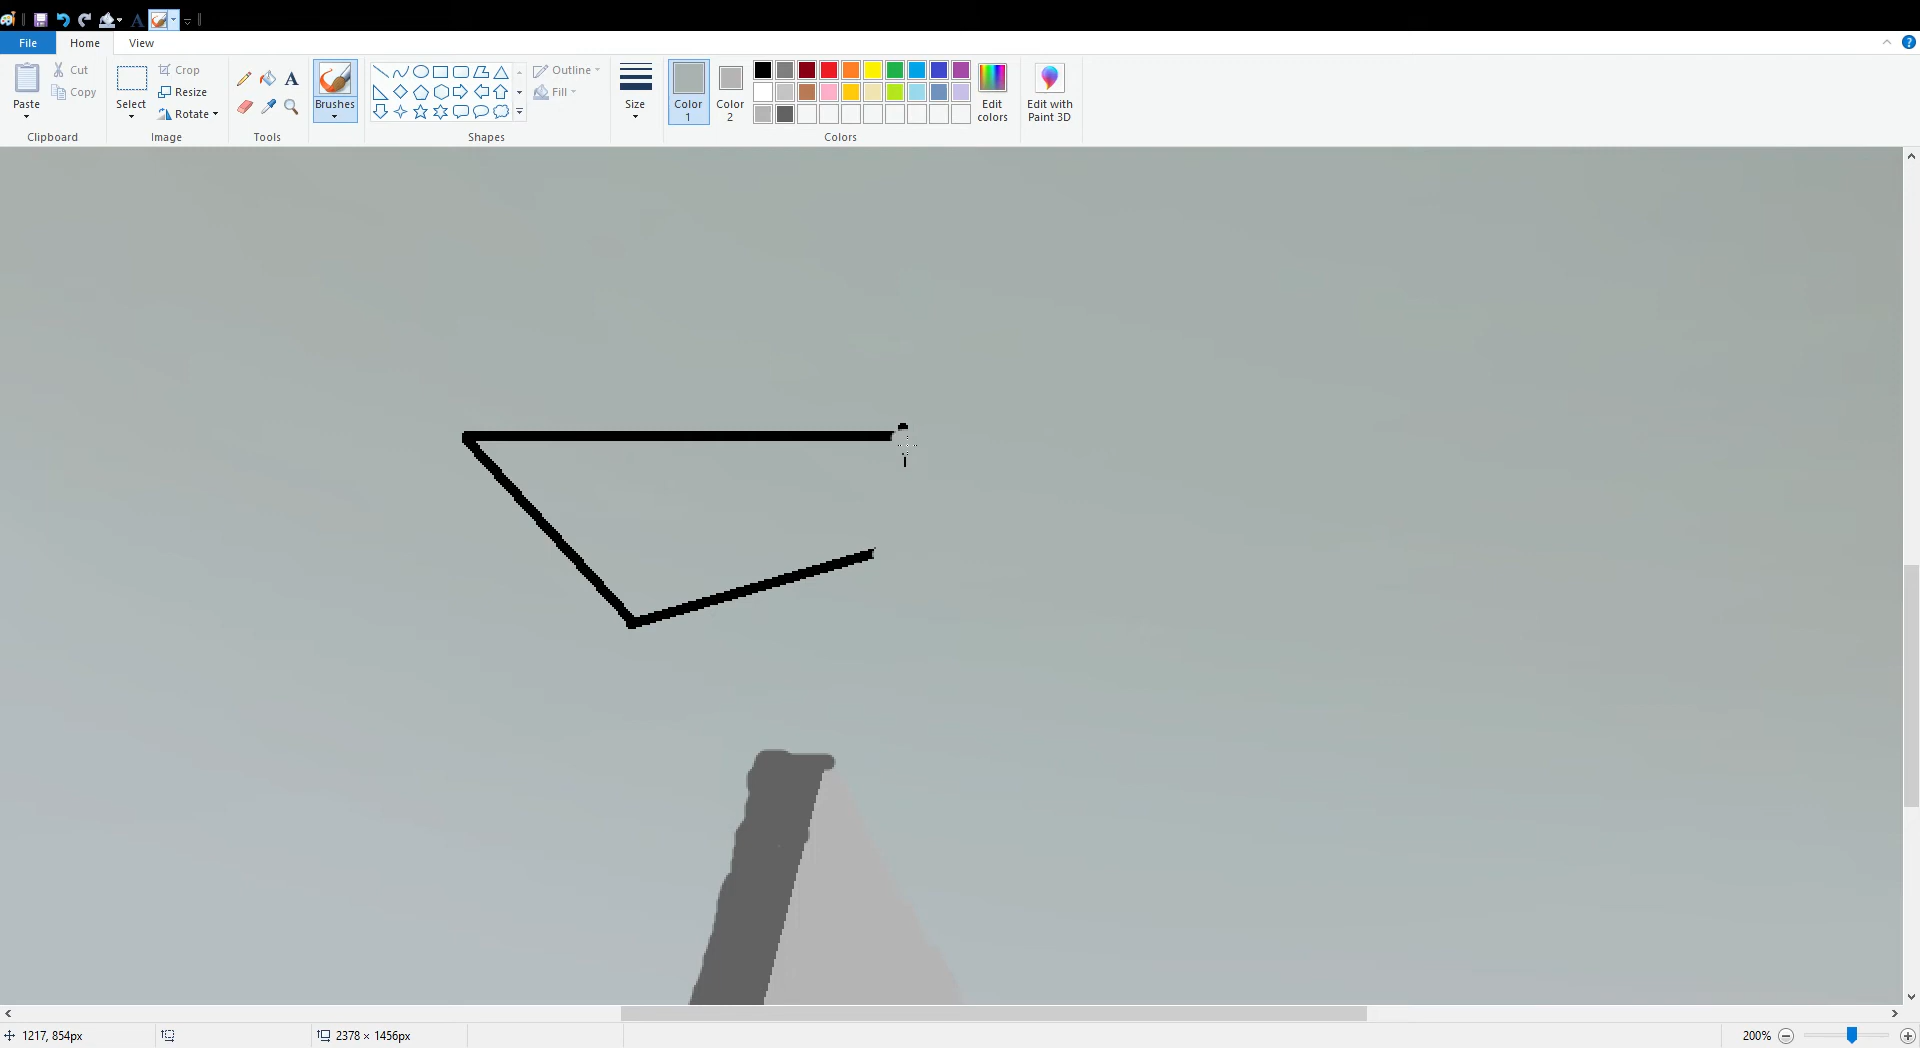 File Home View
Paste
Cut
Copy
Clipboard
Select
Crop
Resize
Rotate
Image
A
Tools
Brushes
Outline
Fill
Shapes
Size
Color 1
Color 2
Edit colors
Colors
Edit with Paint 3D
1217, 854px
2378 × 1456px
200%